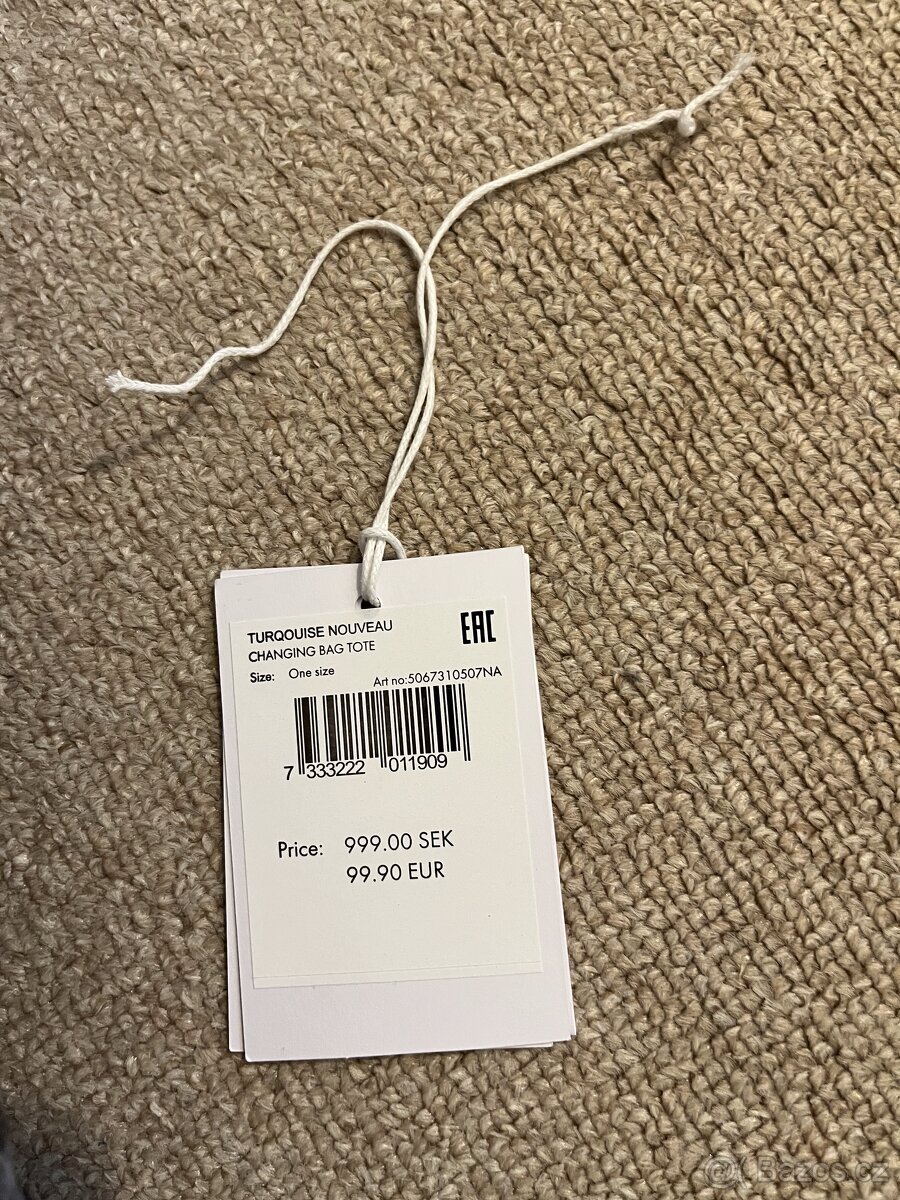 TURQOUISE NOUVEAU
EAC
CHANGING BAG TOTE
Size: One size
Art no:5067310507NA
7 333222 011909
Price: 999.00 SEK
99.90 EUR
@ Bazos.cz